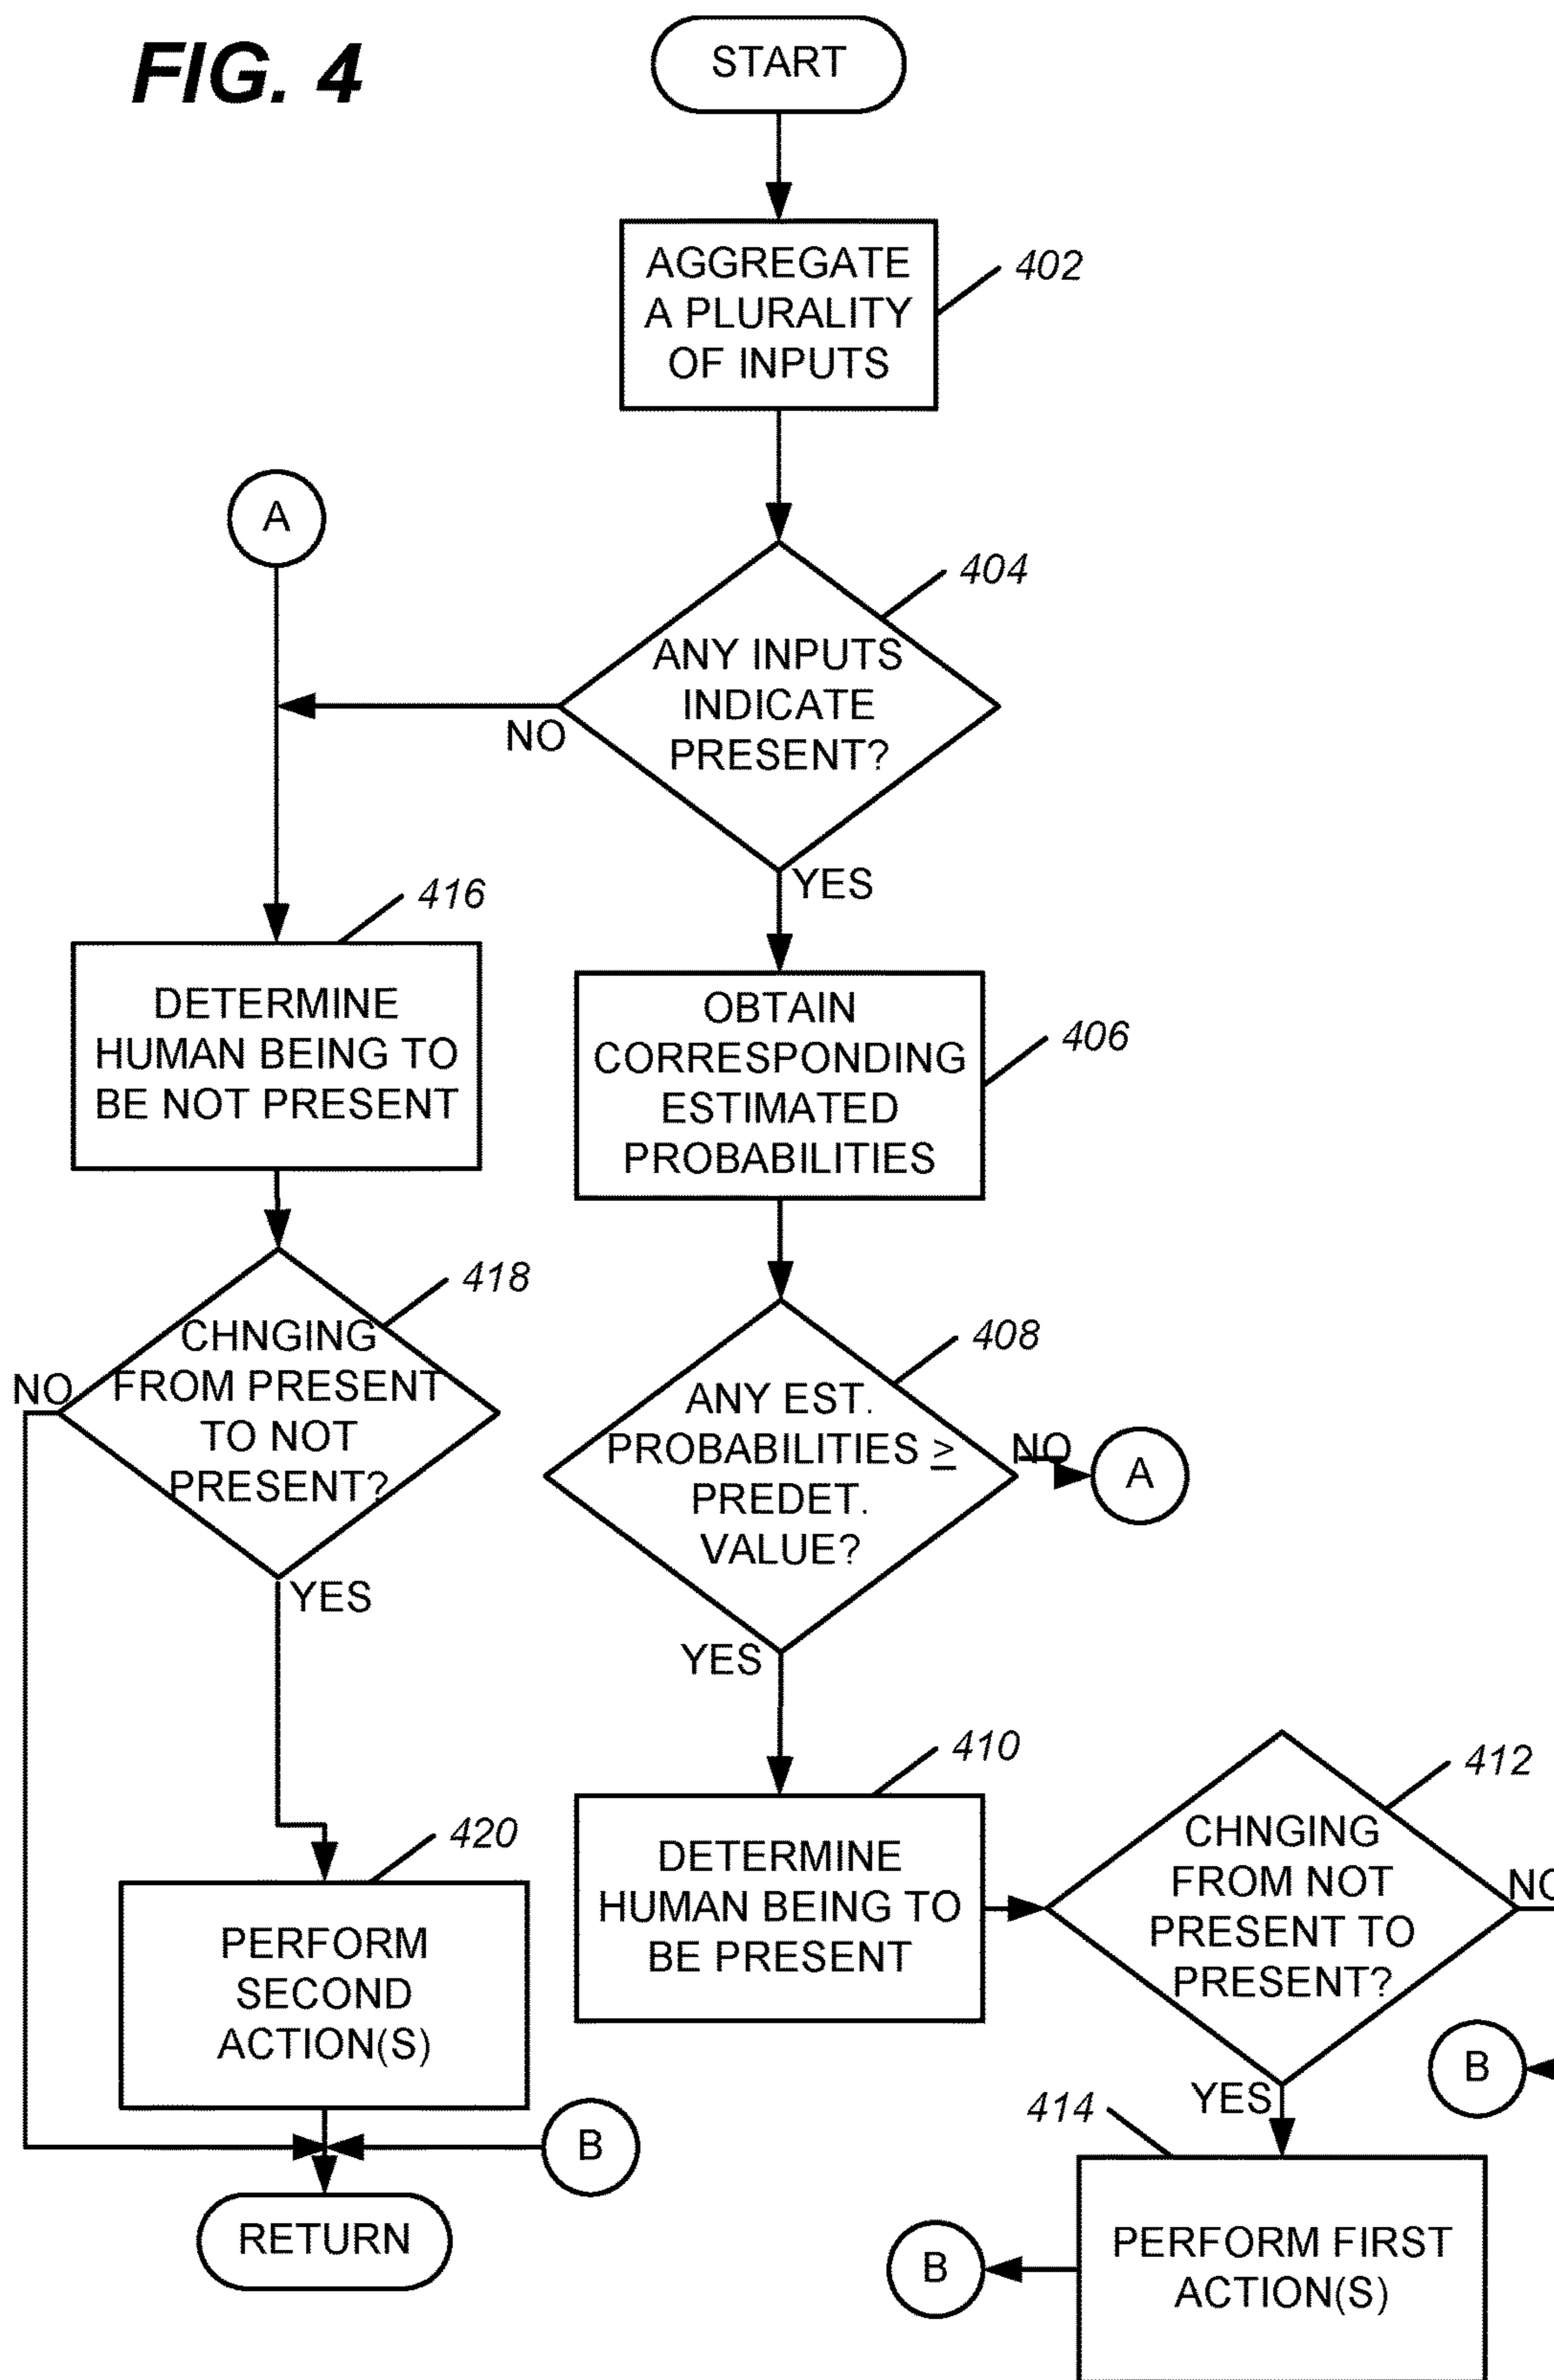 FIG. 4
START
AGGREGATE
A PLURALITY
OF INPUTS
402
A
404
ANY INPUTS
INDICATE
PRESENT?
NO
YES
416
DETERMINE
HUMAN BEING TO
BE NOT PRESENT
OBTAIN
CORRESPONDING
ESTIMATED
PROBABILITIES
406
418
CHNGING
FROM PRESENT
TO NOT
PRESENT?
NO
YES
408
ANY EST.
PROBABILITIES ≥
PREDET.
VALUE?
NO
A
YES
410
DETERMINE
HUMAN BEING TO
BE PRESENT
412
CHNGING
FROM NOT
PRESENT TO
PRESENT?
NO
B
YES
420
PERFORM
SECOND
ACTION(S)
B
RETURN
414
PERFORM FIRST
ACTION(S)
B